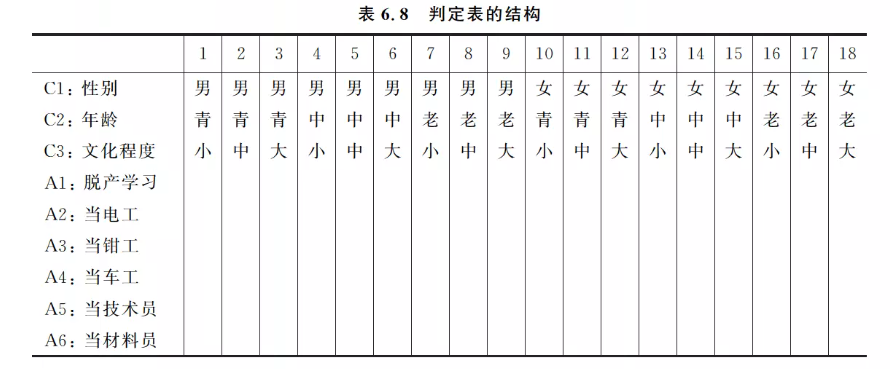 表 6.8 判定表的结构
1 2 3 4 5 6 7 8 9 10 11 12 13 14 15 16 17 18
C1：性别 男 男 男 男 男 男 男 男 男 女 女 女 女 女 女 女 女 女
C2：年龄 青 青 青 中 中 中 老 老 老 青 青 青 中 中 中 老 老 老
C3：文化程度 小 中 大 小 中 大 小 中 大 小 中 大 小 中 大 小 中 大
A1：脱产学习
A2：当电工
A3：当钳工
A4：当车工
A5：当技术员
A6：当材料员